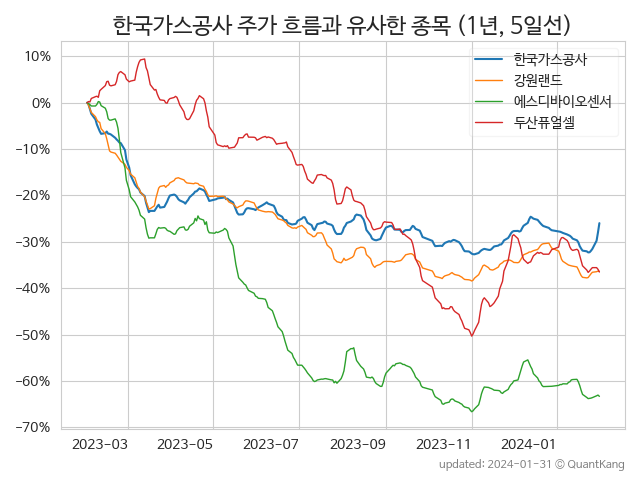 한국가스공사 주가 흐름과 유사한 종목 (1년, 5일선)
한국가스공사
강원랜드
에스디바이오센서
두산퓨얼셀
10%
0%
−10%
−20%
−30%
−40%
−50%
−60%
−70%
2023-03 2023-05 2023-07 2023-09 2023-11 2024-01
updated: 2024-01-31 © QuantKang